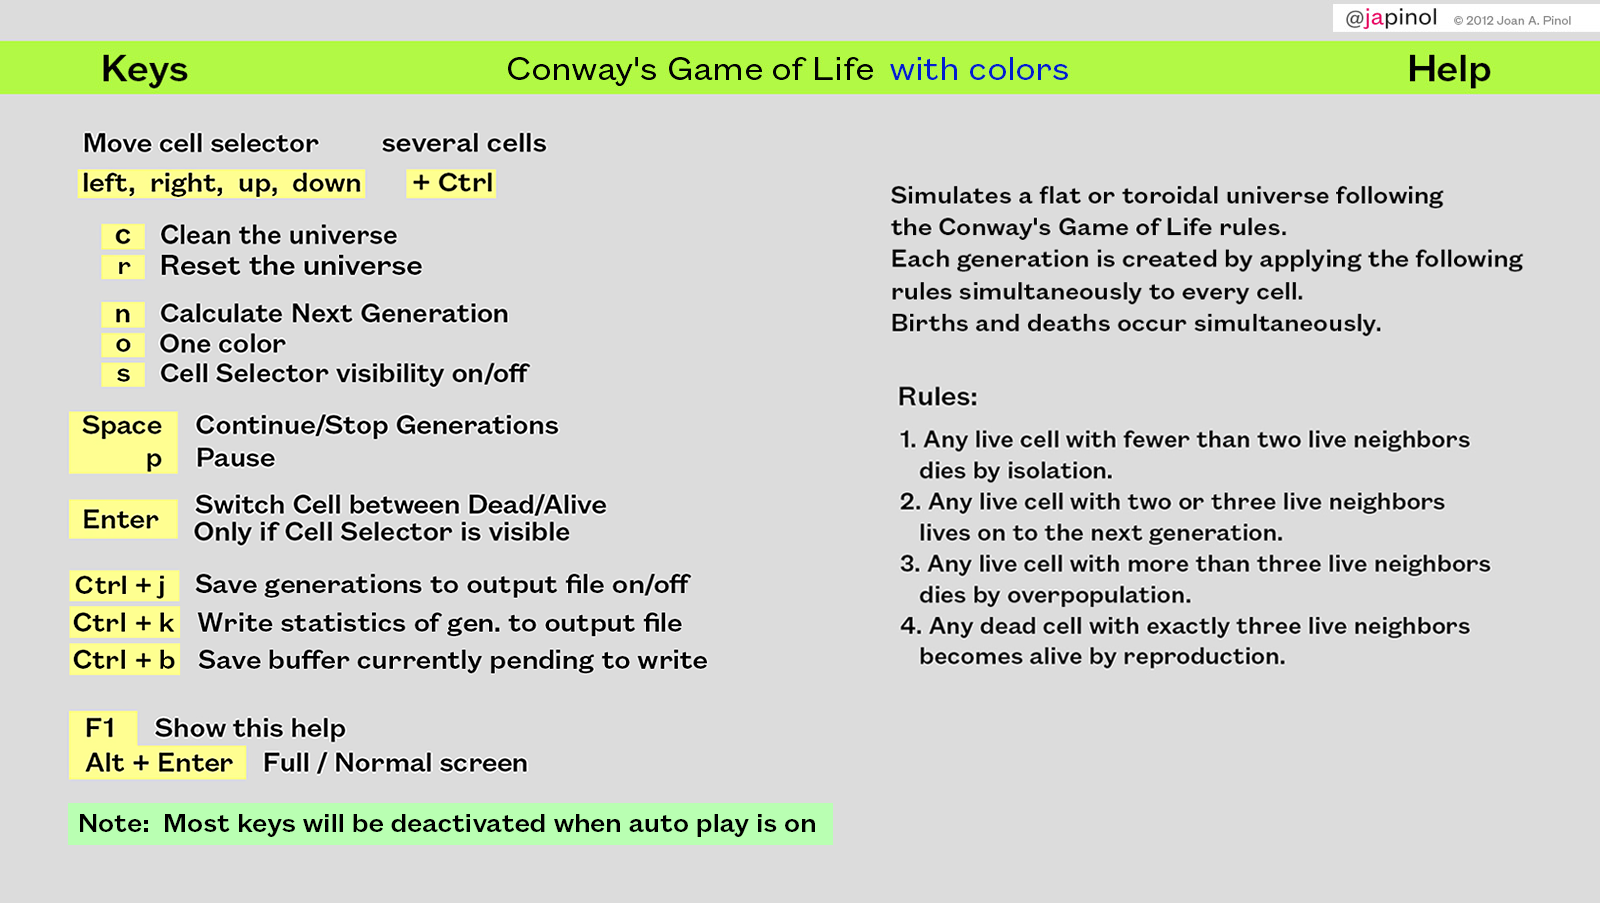 @japinol © 2012 Joan A. Pinol
Keys Conway's Game of Life with colors Help
Move cell selector several cells
left, right, up, down + Ctrl
c Clean the universe
r Reset the universe
n Calculate Next Generation
o One color
s Cell Selector visibility on/off
Space Continue/Stop Generations
p Pause
Enter Switch Cell between Dead/Alive
Only if Cell Selector is visible
Ctrl + j Save generations to output file on/off
Ctrl + k Write statistics of gen. to output file
Ctrl + b Save buffer currently pending to write
F1 Show this help
Alt + Enter Full / Normal screen
Note: Most keys will be deactivated when auto play is on
Simulates a flat or toroidal universe following
the Conway's Game of Life rules.
Each generation is created by applying the following
rules simultaneously to every cell.
Births and deaths occur simultaneously.
Rules:
1. Any live cell with fewer than two live neighbors
dies by isolation.
2. Any live cell with two or three live neighbors
lives on to the next generation.
3. Any live cell with more than three live neighbors
dies by overpopulation.
4. Any dead cell with exactly three live neighbors
becomes alive by reproduction.